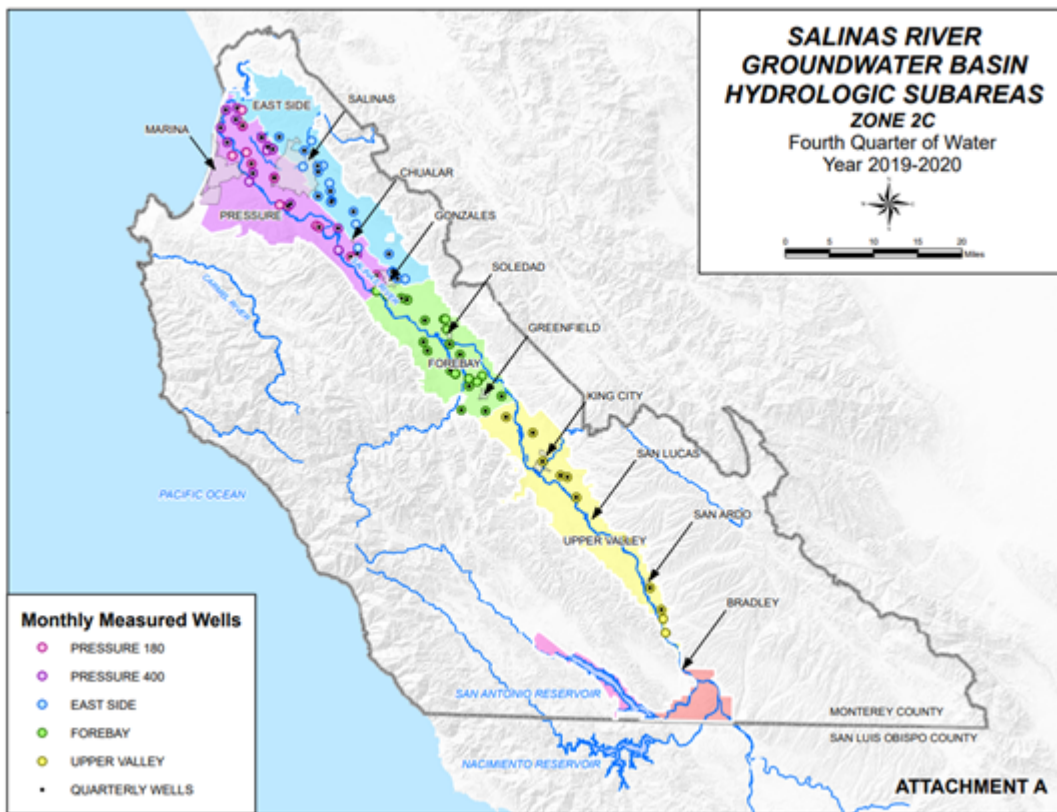 SALINAS RIVER
GROUNDWATER BASIN
HYDROLOGIC SUBAREAS
ZONE 2C
Fourth Quarter of Water
Year 2019-2020
0 5 10 15 20
Miles
EAST SIDE
SALINAS
MARINA
CHUALAR
PRESSURE
GONZALES
SOLEDAD
CARMEL RIVER
GREENFIELD
FOREBAY
KING CITY
SAN LUCAS
PACIFIC OCEAN
SAN ARDO
UPPER VALLEY
BRADLEY
SAN ANTONIO RESERVOIR
MONTEREY COUNTY
SAN LUIS OBISPO COUNTY
NACIMIENTO RESERVOIR
Monthly Measured Wells
PRESSURE 180
PRESSURE 400
EAST SIDE
FOREBAY
UPPER VALLEY
QUARTERLY WELLS
ATTACHMENT A